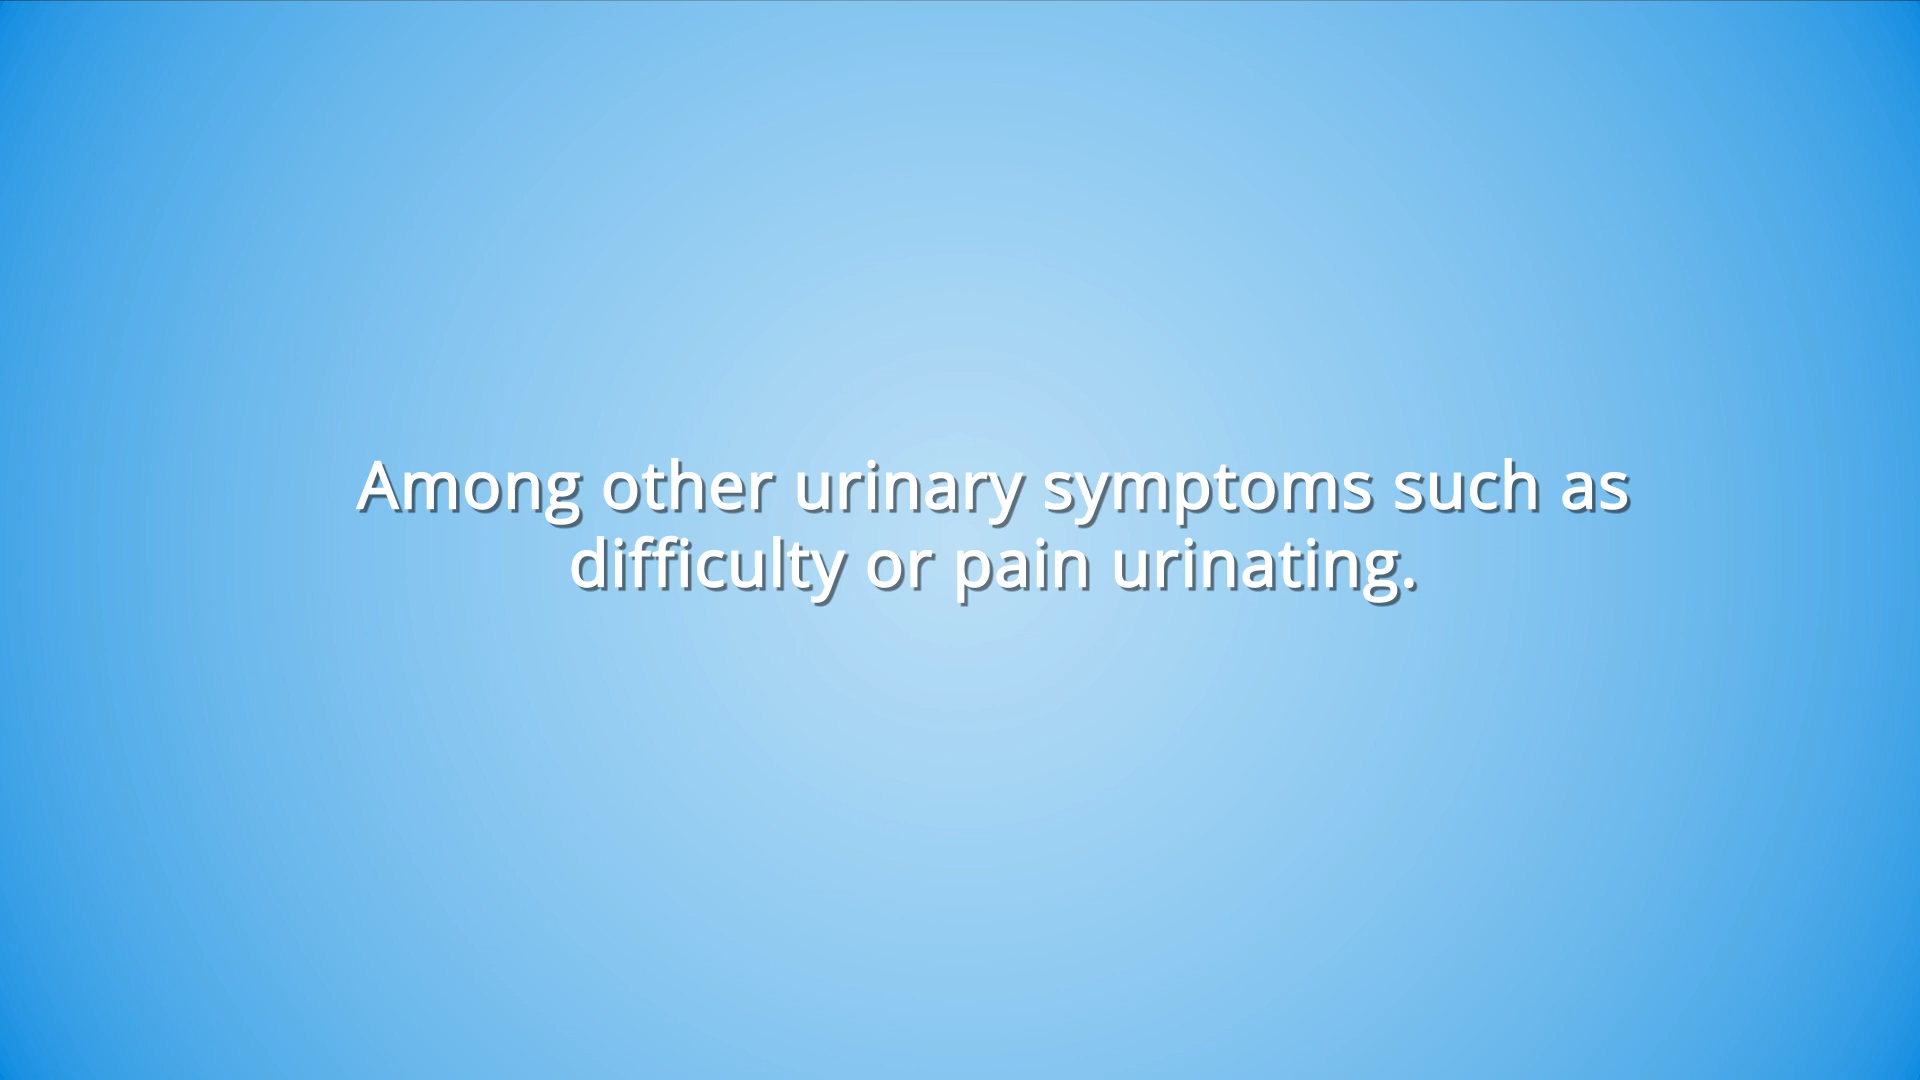 Among other urinary symptoms such as
difficulty or pain urinating.